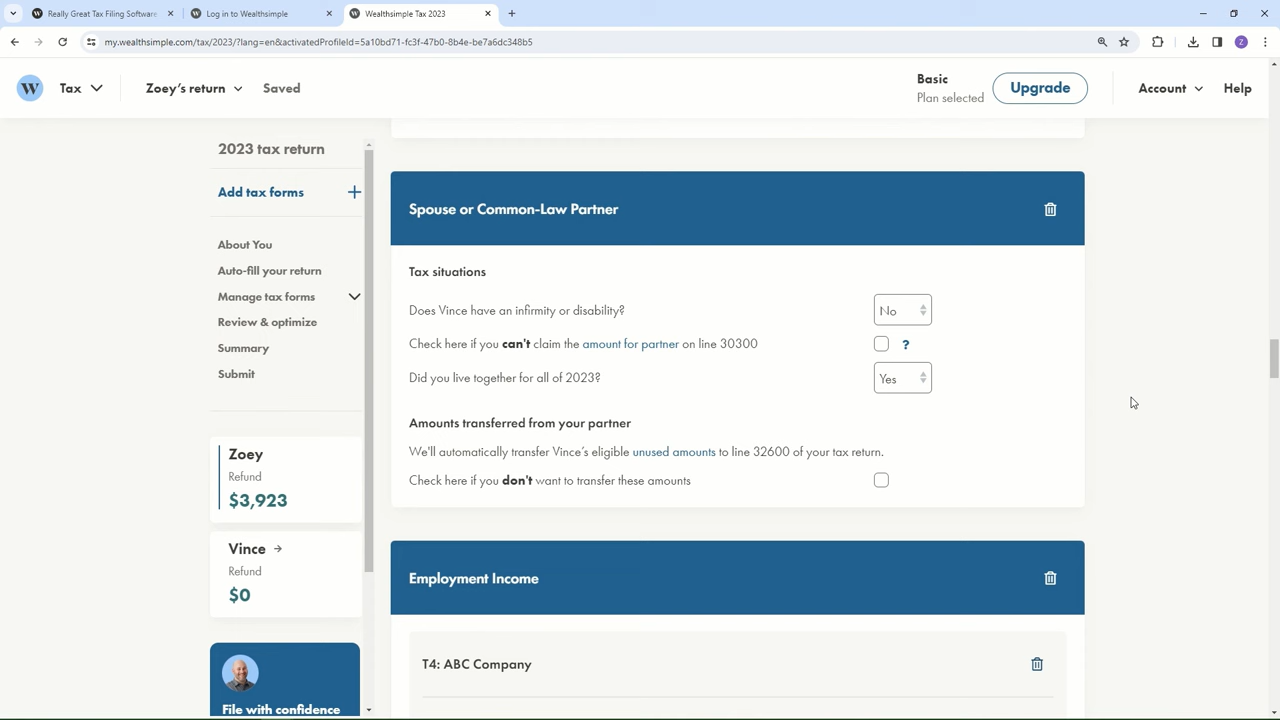 Really Great Tax Filing Software
Log in to Wealthsimple
Wealthsimple Tax 2023
my.wealthsimple.com/tax/2023/?lang=en&activatedProfileId=5a10bd71-fc3f-47b0-8b4e-be7a6dc348b5
Z
W
Tax
Zoey's return
Saved
Basic
Plan selected
Upgrade
Account
Help
2023 tax return
Add tax forms
About You
Auto-fill your return
Manage tax forms
Review & optimize
Summary
Submit
Zoey
Refund
$3,923
Vince →
Refund
$0
File with confidence
Spouse or Common-Law Partner
Tax situations
Does Vince have an infirmity or disability?
No
Check here if you can't claim the amount for partner on line 30300
?
Did you live together for all of 2023?
Yes
Amounts transferred from your partner
We'll automatically transfer Vince's eligible unused amounts to line 32600 of your tax return.
Check here if you don't want to transfer these amounts
Employment Income
T4: ABC Company